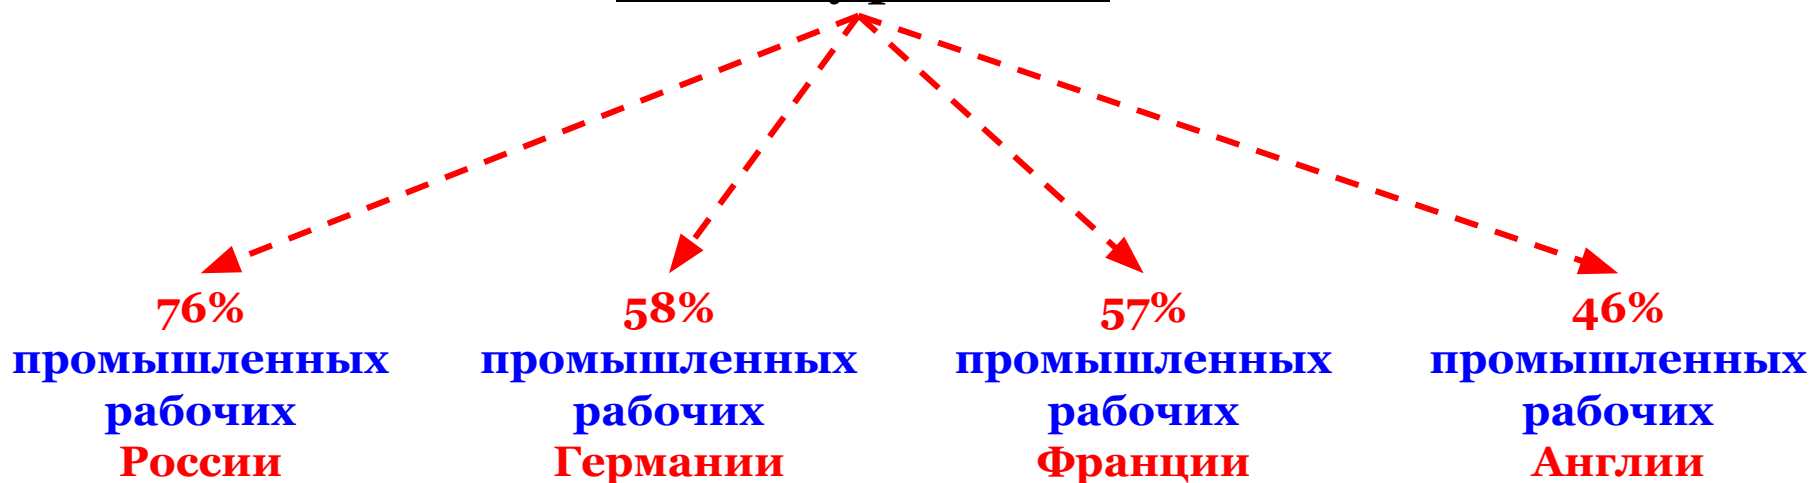 76%
промышленных
рабочих
России
58%
промышленных
рабочих
Германии
57%
промышленных
рабочих
Франции
46%
промышленных
рабочих
Англии